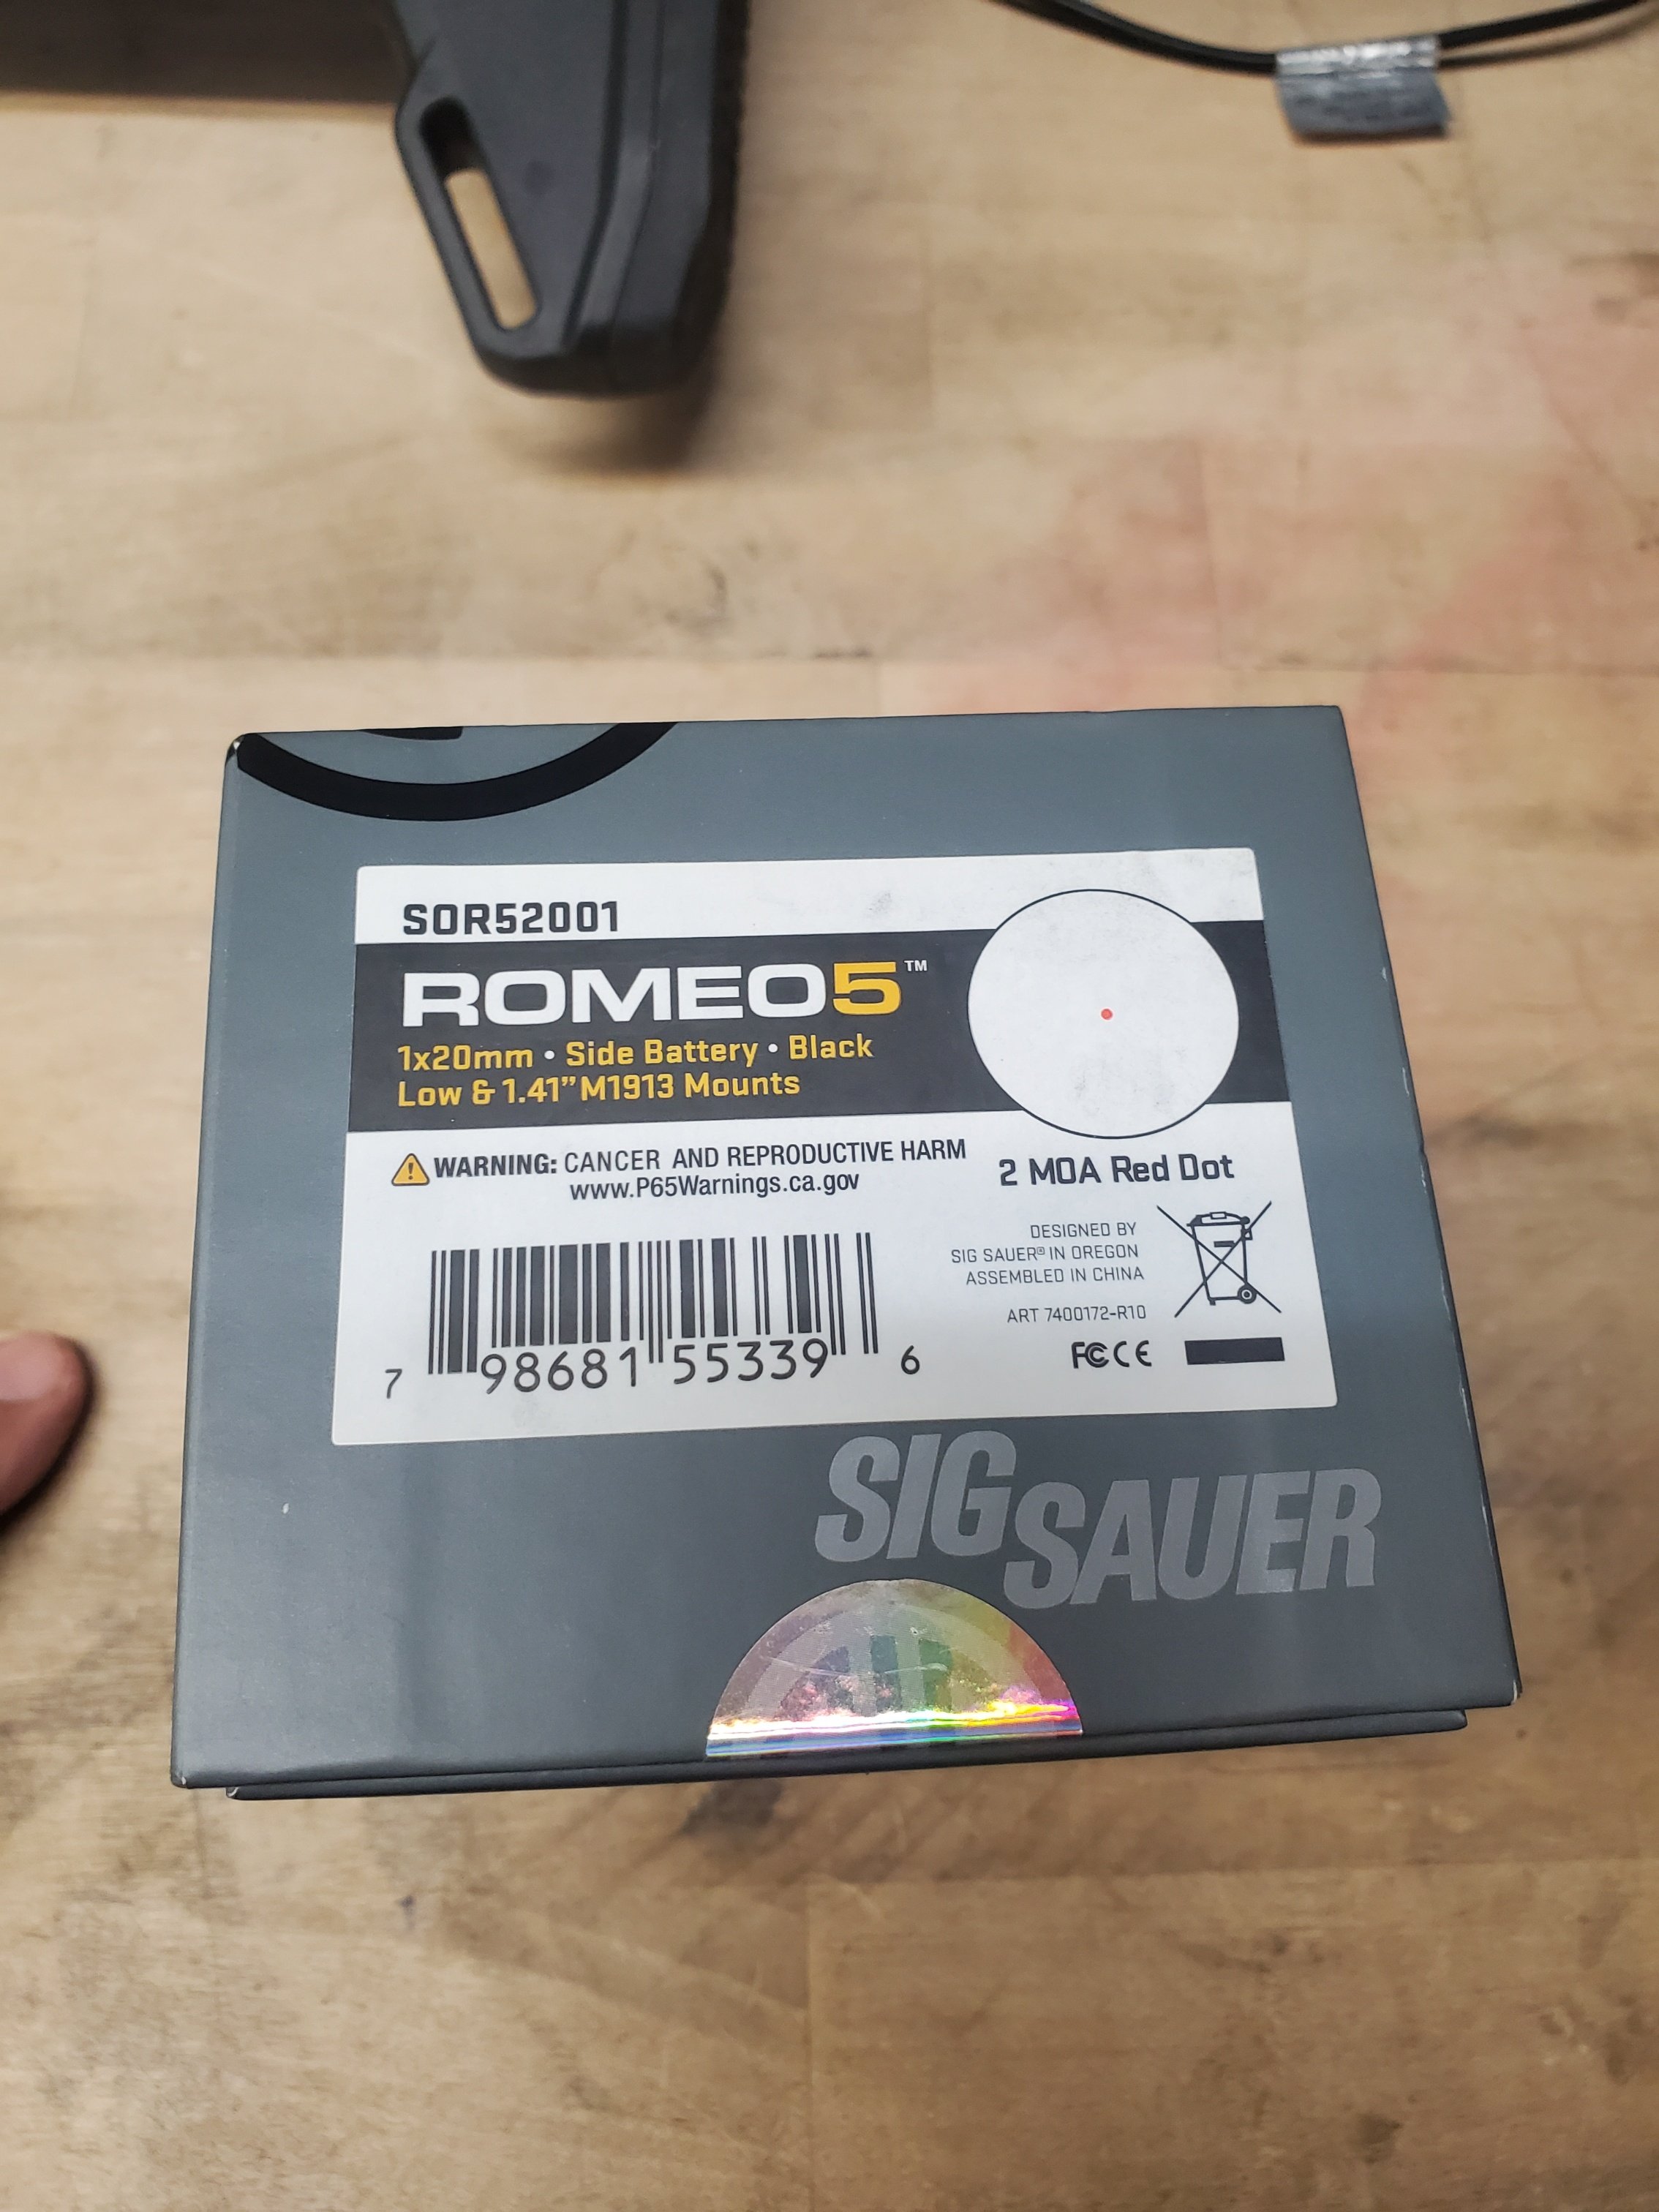 SOR52001
ROMEO5™
1x20mm • Side Battery • Black
Low & 1.41” M1913 Mounts
WARNING: CANCER AND REPRODUCTIVE HARM
www.P65Warnings.ca.gov
2 MOA Red Dot
DESIGNED BY
SIG SAUER® IN OREGON
ASSEMBLED IN CHINA
ART 7400172-R10
FC CE
7 98681 55339 6
SIG SAUER